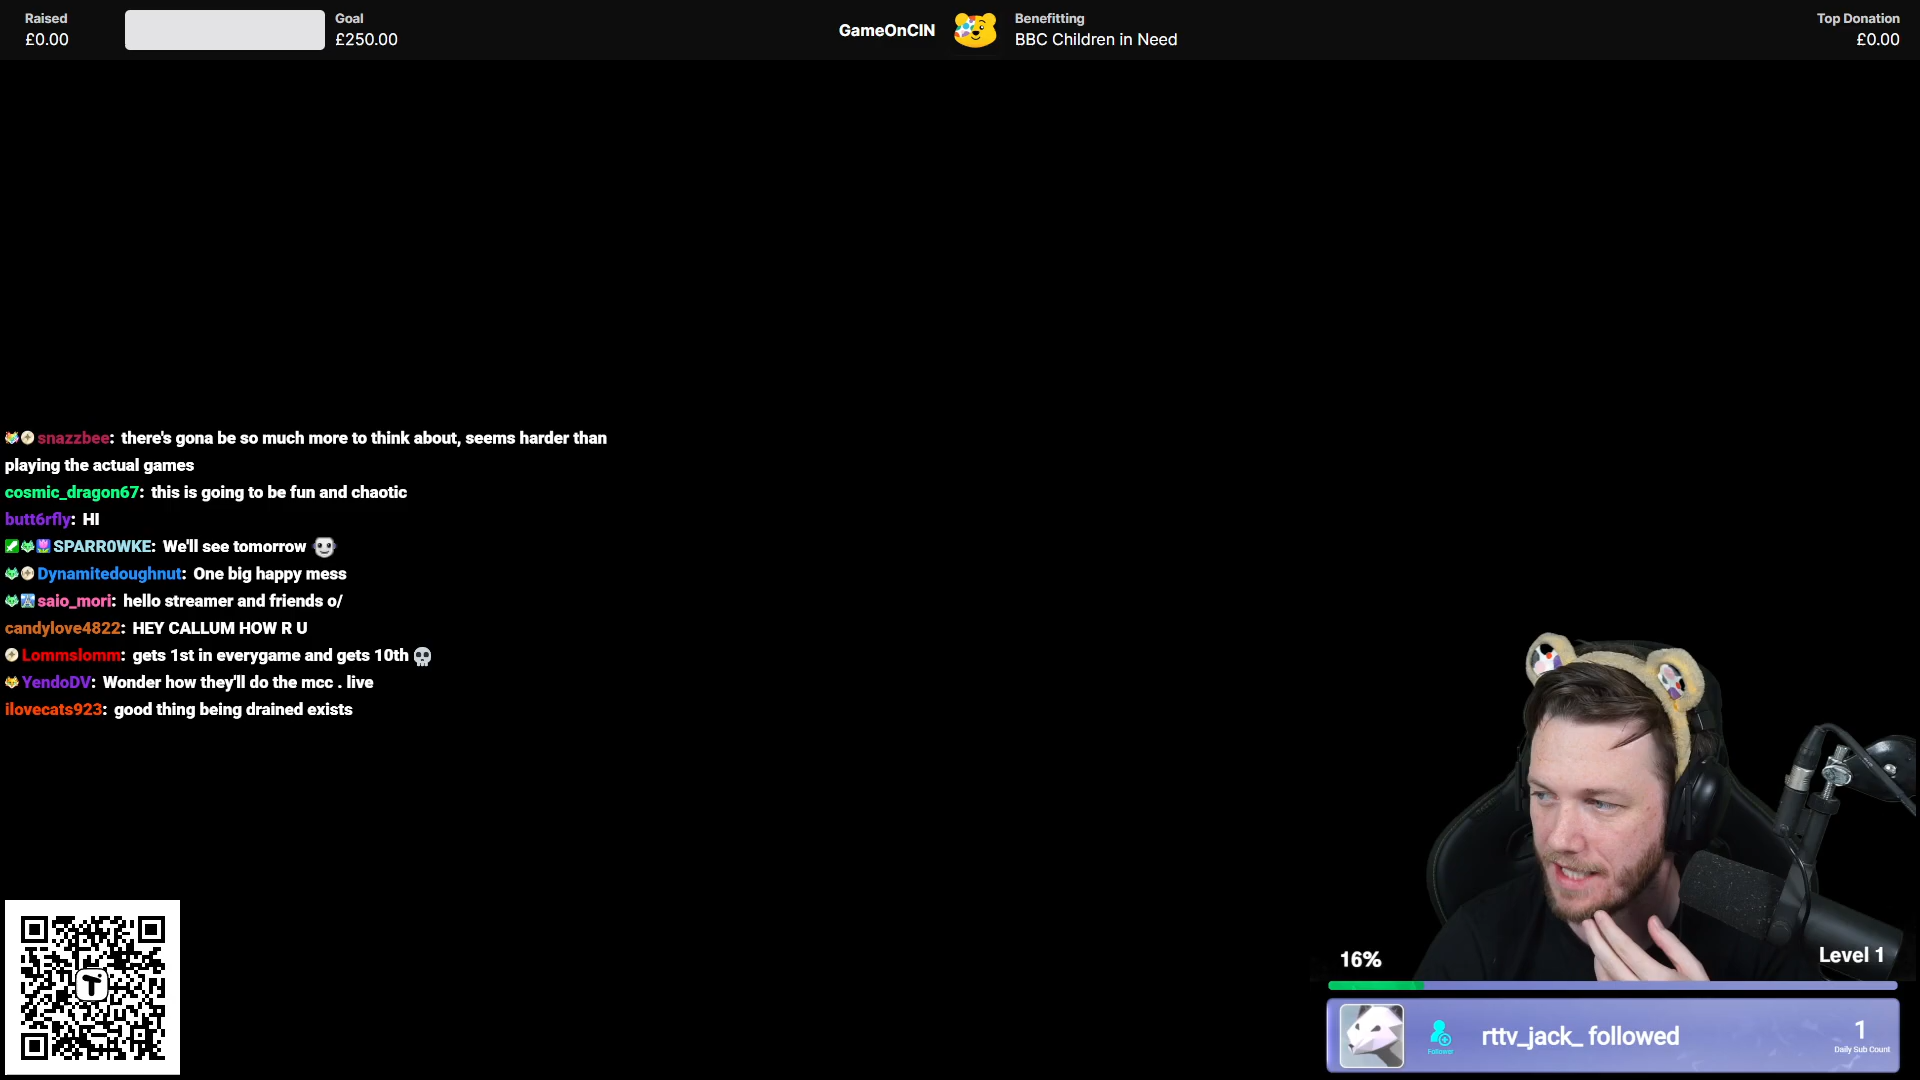 Raised
£0.00
Goal
£250.00
GameOnCIN
Benefitting
BBC Children in Need
Top Donation
£0.00
snazzbee: there's gona be so much more to think about, seems harder than
playing the actual games
cosmic_dragon67: this is going to be fun and chaotic
butt6rfly: HI
SPARR0WKE: We'll see tomorrow
Dynamitedoughnut: One big happy mess
saio_mori: hello streamer and friends o/
candylove4822: HEY CALLUM HOW R U
Lommslomm: gets 1st in everygame and gets 10th
YendoDV: Wonder how they'll do the mcc . live
ilovecats923: good thing being drained exists
16%
Level 1
Follower
rttv_jack_ followed
1
Daily Sub Count